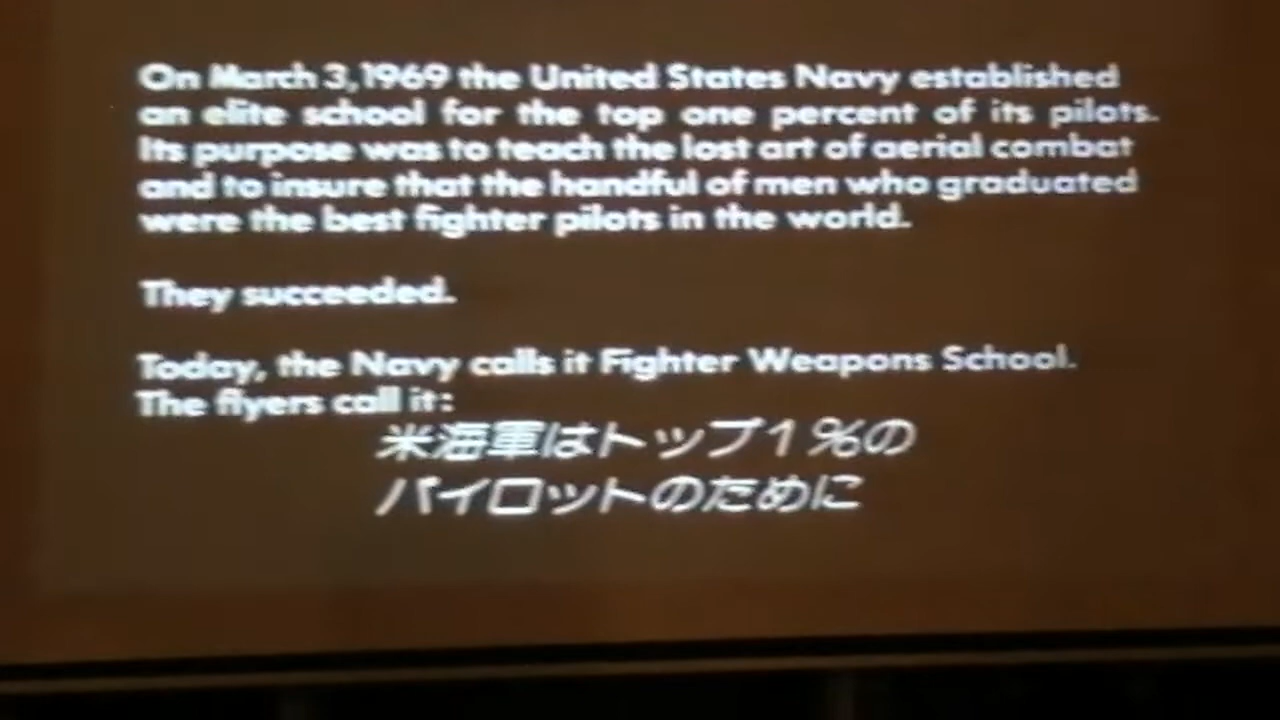 On March 3, 1969 the United States Navy established
an elite school for the top one percent of its pilots.
Its purpose was to teach the lost art of aerial combat
and to insure that the handful of men who graduated
were the best fighter pilots in the world.
They succeeded.
Today, the Navy calls it Fighter Weapons School.
The flyers call it:
米海軍はトップ1%の
パイロットのために